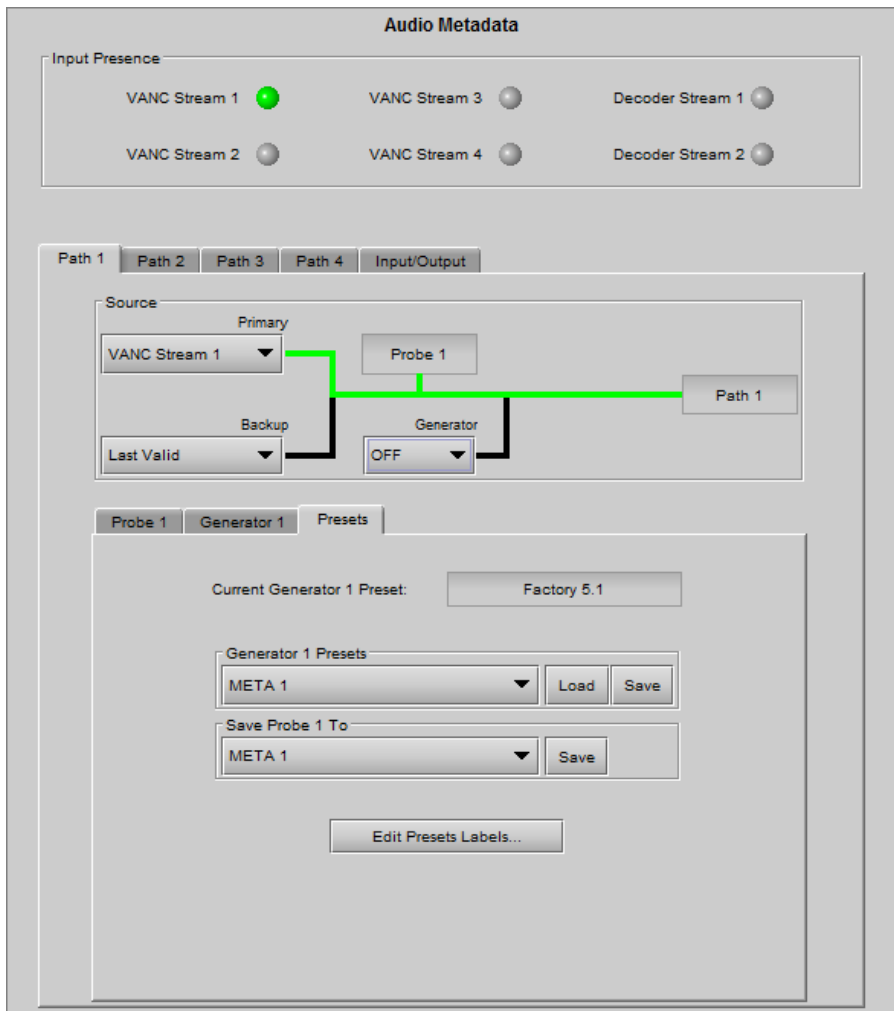 Audio Metadata
Input Presence
VANC Stream 1
VANC Stream 3
Decoder Stream 1
VANC Stream 2
VANC Stream 4
Decoder Stream 2
Path 1
Path 2
Path 3
Path 4
Input/Output
Source
Primary
VANC Stream 1
Probe 1
Path 1
Backup
Generator
Last Valid
OFF
Probe 1
Generator 1
Presets
Current Generator 1 Preset:
Factory 5.1
Generator 1 Presets
META 1
Load
Save
Save Probe 1 To
META 1
Save
Edit Presets Labels...